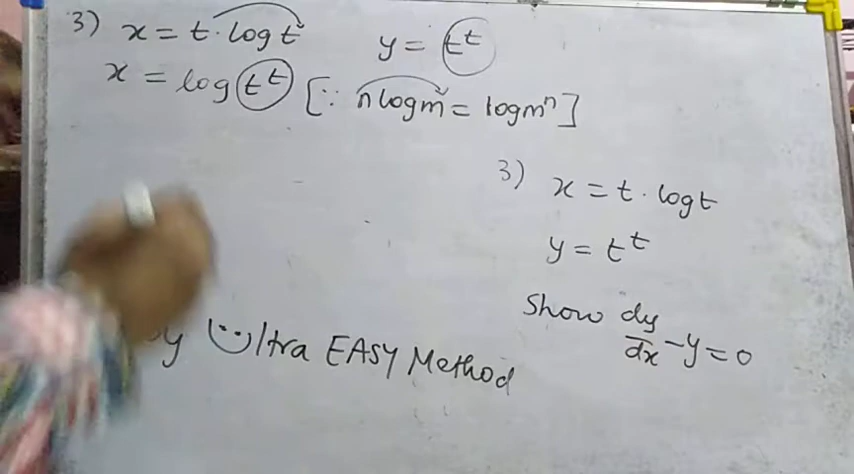 3) x = t · log t y = t^t
x = log t^t [∵ n log m = log m^n]
3) x = t · log t
y = t^t
Show dy/dx - y = 0
Ultra EASY Method